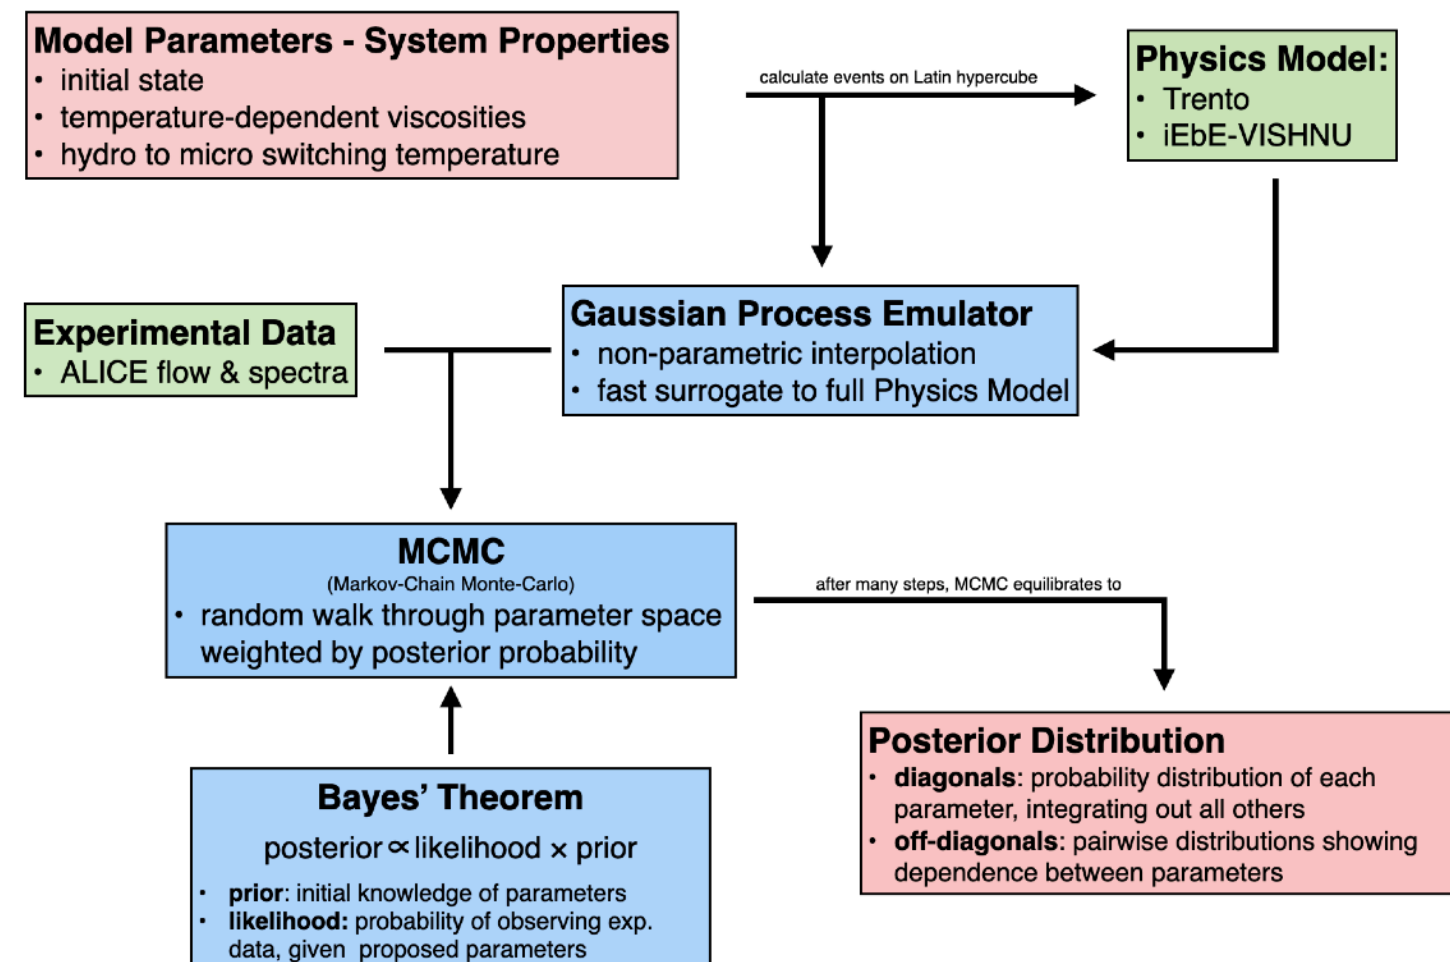 Model Parameters - System Properties
• initial state
• temperature-dependent viscosities
• hydro to micro switching temperature
calculate events on Latin hypercube
Physics Model:
• Trento
• iEbE-VISHNU
Experimental Data
• ALICE flow & spectra
Gaussian Process Emulator
• non-parametric interpolation
• fast surrogate to full Physics Model
MCMC
(Markov-Chain Monte-Carlo)
• random walk through parameter space
weighted by posterior probability
after many steps, MCMC equilibrates to
Bayes' Theorem
posterior ∝ likelihood × prior
• prior: initial knowledge of parameters
• likelihood: probability of observing exp.
data, given proposed parameters
Posterior Distribution
• diagonals: probability distribution of each
parameter, integrating out all others
• off-diagonals: pairwise distributions showing
dependence between parameters